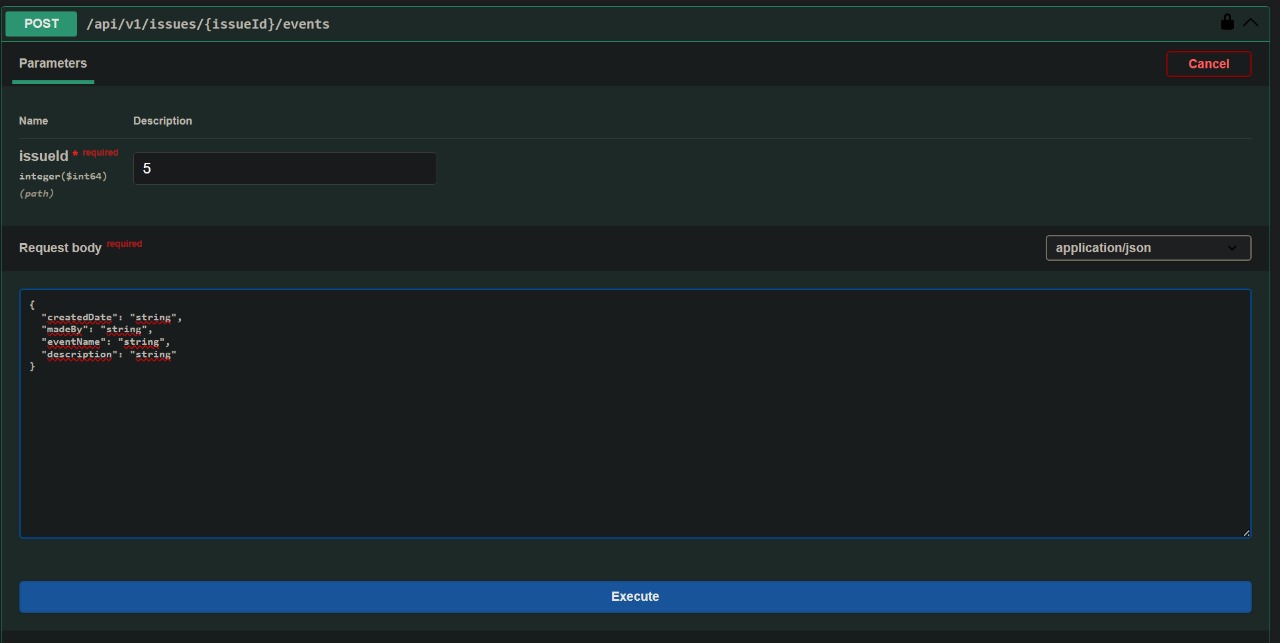 POST /api/v1/issues/{issueId}/events
Parameters
Cancel
Name Description
issueId * required
integer($int64)
(path)
5
Request body required
application/json
{
  "createdDate": "string",
  "madeBy": "string",
  "eventName": "string",
  "description": "string"
}
Execute